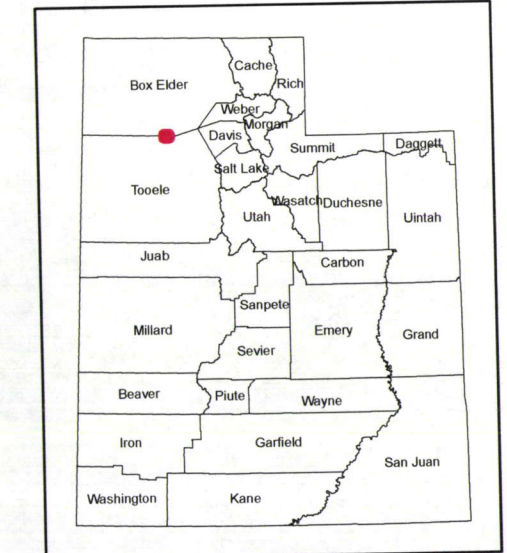 Cache
Box Elder
Rich
Weber
Morgan
Davis
Summit
Daggett
Salt Lake
Tooele
Wasatch
Duchesne
Utah
Uintah
Juab
Carbon
Sanpete
Millard
Emery
Grand
Sevier
Beaver
Piute
Wayne
Iron
Garfield
San Juan
Washington
Kane